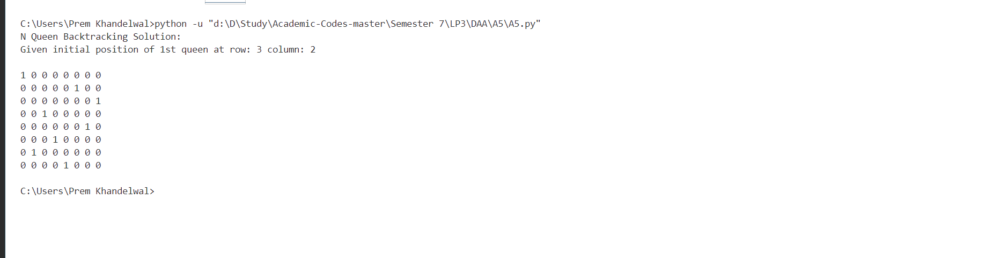 C:\Users\Prem Khandelwal>python -u "d:\D\Study\Academic-Codes-master\Semester 7\LP3\DAA\A5\A5.py"
N Queen Backtracking Solution:
Given initial position of 1st queen at row: 3 column: 2
1 0 0 0 0 0 0 0
0 0 0 0 0 1 0 0
0 0 0 0 0 0 0 1
0 0 1 0 0 0 0 0
0 0 0 0 0 0 1 0
0 0 0 1 0 0 0 0
0 1 0 0 0 0 0 0
0 0 0 0 1 0 0 0
C:\Users\Prem Khandelwal>